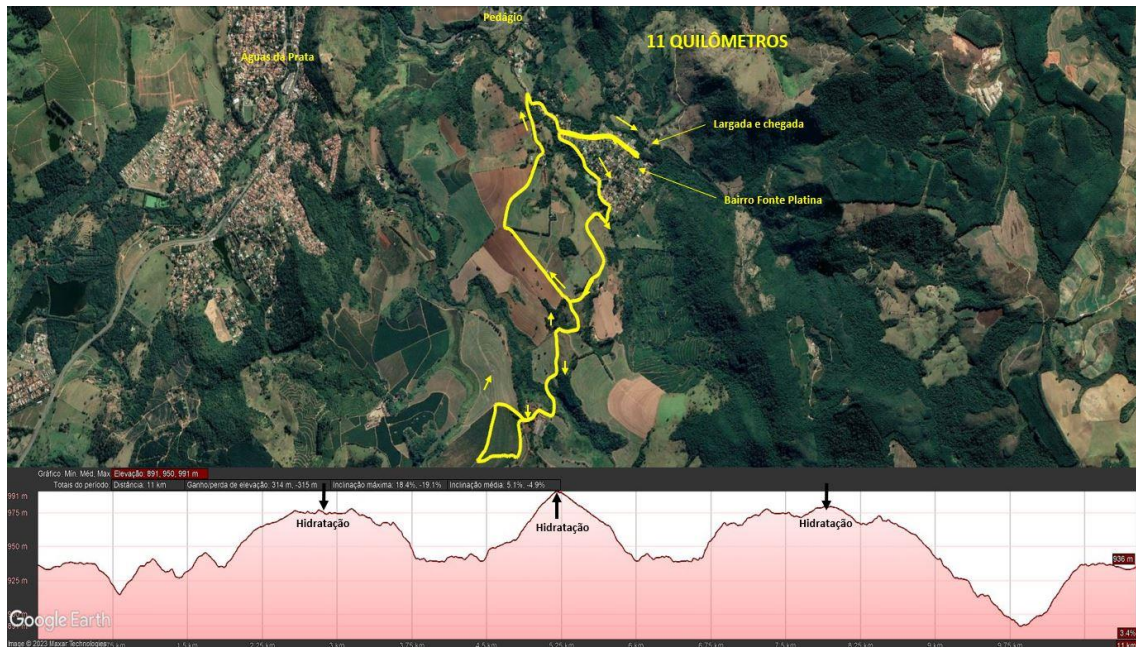 Pedágio
11 QUILÔMETROS
Águas da Prata
Largada e chegada
Bairro Fonte Platina
Gráfico Min. Méd. Max. Elevação: 891, 950, 991 m
Totais do período: Distância: 11 km Ganho/perda de elevação: 314 m, -315 m Inclinação máxima: 18.4%, -19.1% Inclinação média: 5.1%, -4.9%
991 m
975 m
950 m
925 m
Hidratação
Hidratação
Hidratação
936 m
Google Earth
3.4%
Image © 2023 Maxar Technologies
1.5 km
2.25 km
3 km
3.75 km
4.5 km
5.25 km
6 km
6.75 km
7.5 km
8.25 km
9 km
9.75 km
11 km